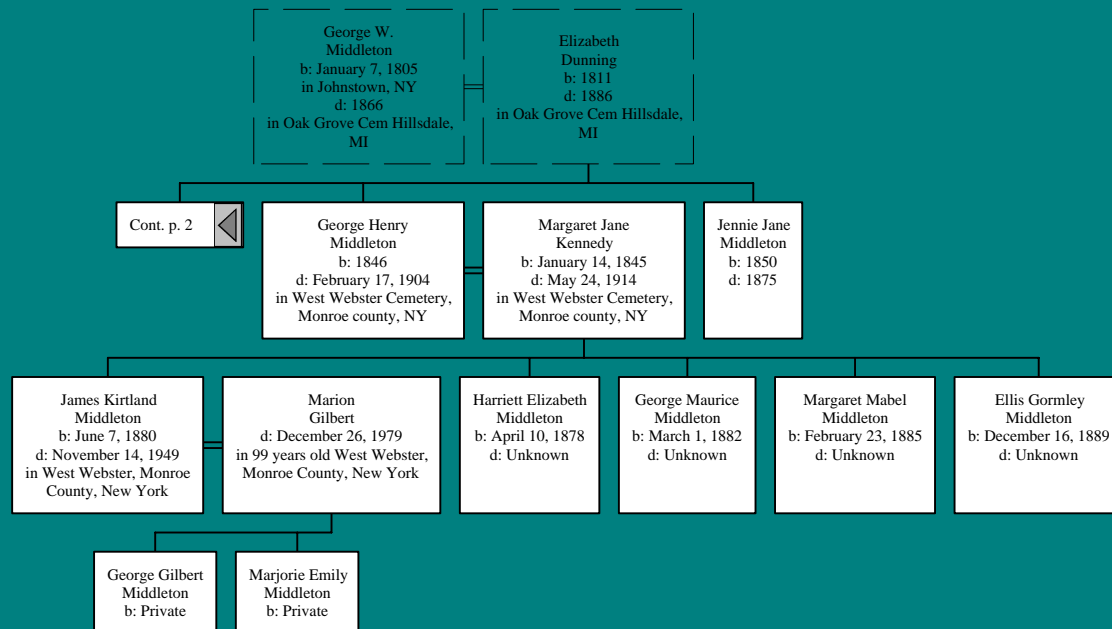 George W.
Middleton
b: January 7, 1805
in Johnstown, NY
d: 1866
in Oak Grove Cem Hillsdale,
MI
Elizabeth
Dunning
b: 1811
d: 1886
in Oak Grove Cem Hillsdale,
MI
Cont. p. 2
George Henry
Middleton
b: 1846
d: February 17, 1904
in West Webster Cemetery,
Monroe county, NY
Margaret Jane
Kennedy
b: January 14, 1845
d: May 24, 1914
in West Webster Cemetery,
Monroe county, NY
Jennie Jane
Middleton
b: 1850
d: 1875
James Kirtland
Middleton
b: June 7, 1880
d: November 14, 1949
in West Webster, Monroe
County, New York
Marion
Gilbert
d: December 26, 1979
in 99 years old West Webster,
Monroe County, New York
Harriett Elizabeth
Middleton
b: April 10, 1878
d: Unknown
George Maurice
Middleton
b: March 1, 1882
d: Unknown
Margaret Mabel
Middleton
b: February 23, 1885
d: Unknown
Ellis Gormley
Middleton
b: December 16, 1889
d: Unknown
George Gilbert
Middleton
b: Private
Marjorie Emily
Middleton
b: Private